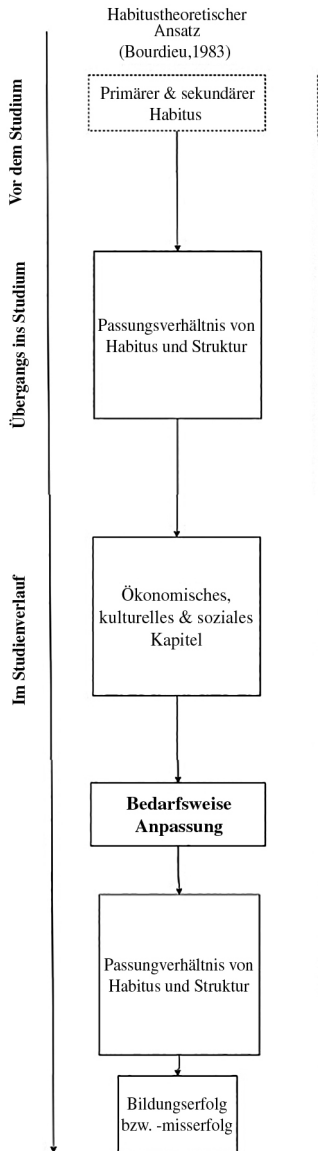 Habitustheoretischer
Ansatz
(Bourdieu,1983)
Vor dem Studium
Primärer & sekundärer
Habitus
Übergangs ins Studium
Passungsverhältnis von
Habitus und Struktur
Im Studienverlauf
Ökonomisches,
kulturelles & soziales
Kapitel
Bedarfsweise
Anpassung
Passungverhältnis von
Habitus und Struktur
Bildungserfolg
bzw. -misserfolg